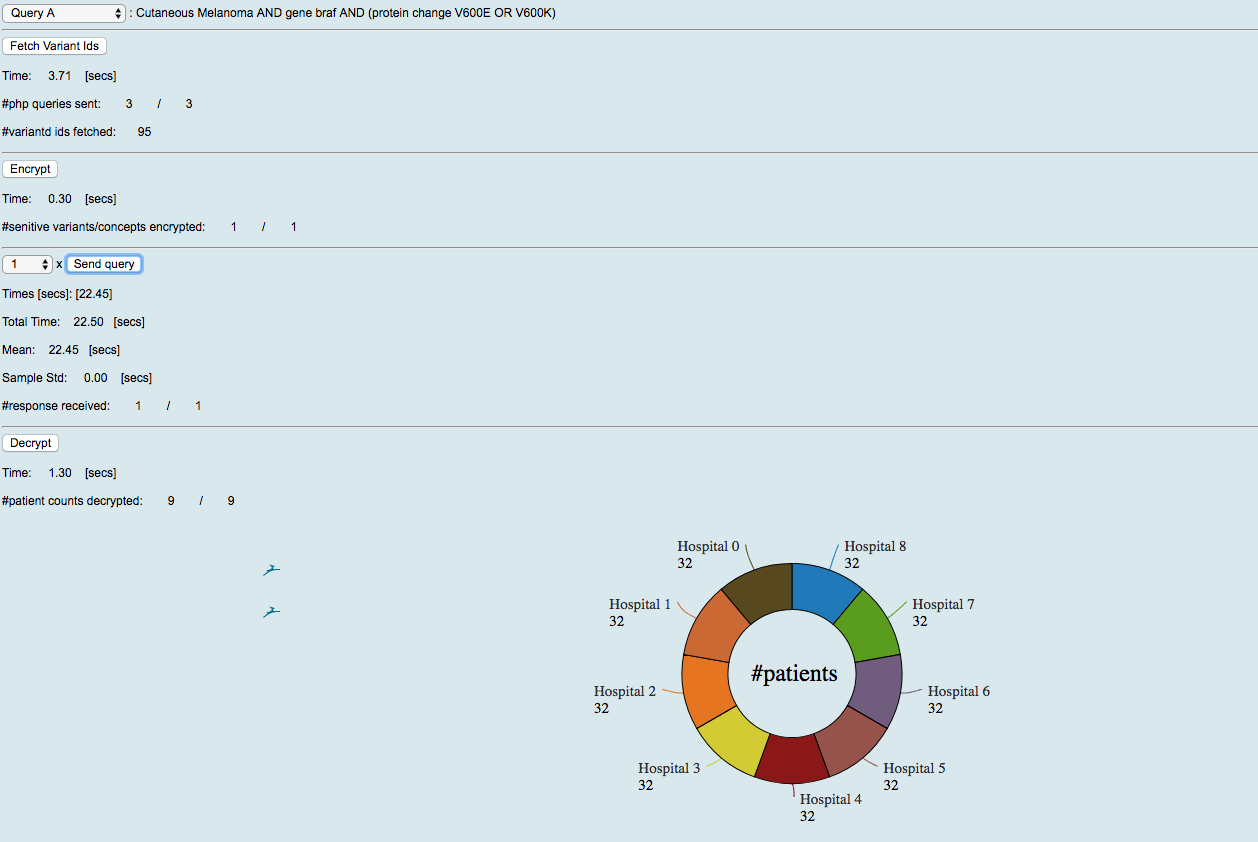 Query A : Cutaneous Melanoma AND gene braf AND (protein change V600E OR V600K)
Fetch Variant Ids
Time: 3.71 [secs]
#php queries sent: 3 / 3
#variantd ids fetched: 95
Encrypt
Time: 0.30 [secs]
#senitive variants/concepts encrypted: 1 / 1
1 x Send query
Times [secs]: [22.45]
Total Time: 22.50 [secs]
Mean: 22.45 [secs]
Sample Std: 0.00 [secs]
#response received: 1 / 1
Decrypt
Time: 1.30 [secs]
#patient counts decrypted: 9 / 9
Hospital 0
32
Hospital 8
32
Hospital 1
32
Hospital 7
32
#patients
Hospital 2
32
Hospital 6
32
Hospital 3
32
Hospital 5
32
Hospital 4
32